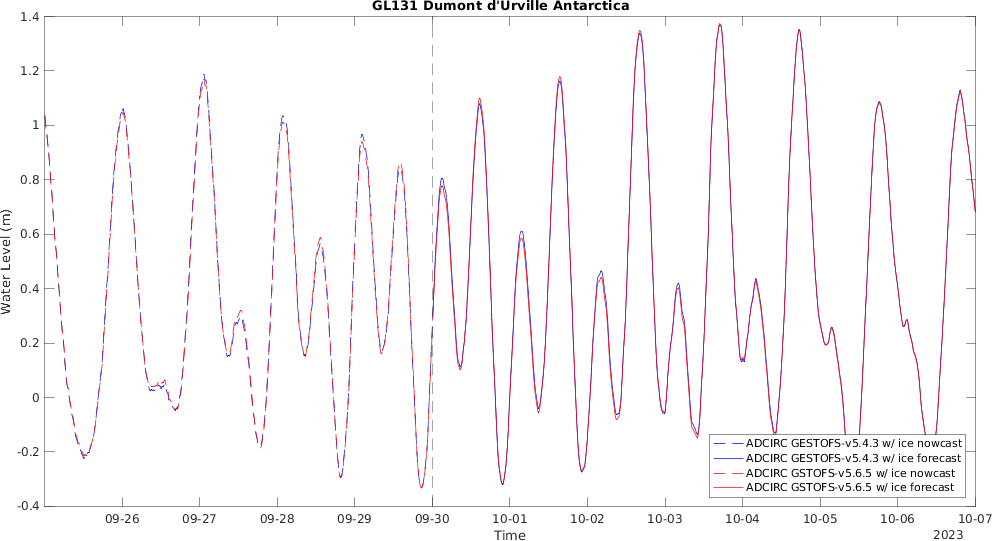 GL131 Dumont d'Urville Antarctica
1.4
1.2
1
0.8
0.6
0.4
0.2
0
-0.2
-0.4
Water Level (m)
09-26 09-27 09-28 09-29 09-30 10-01 10-02 10-03 10-04 10-05 10-06 10-07
Time
2023
ADCIRC GESTOFS-v5.4.3 w/ ice nowcast
ADCIRC GESTOFS-v5.4.3 w/ ice forecast
ADCIRC GSTOFS-v5.6.5 w/ ice nowcast
ADCIRC GSTOFS-v5.6.5 w/ ice forecast